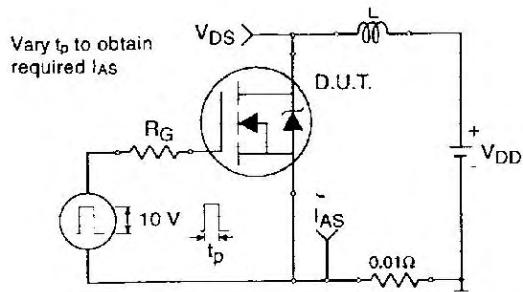 Vary tp to obtain
required IAS
VDS
L
D.U.T.
RG
+
VDD
-
10 V
tp
IAS
0.01Ω